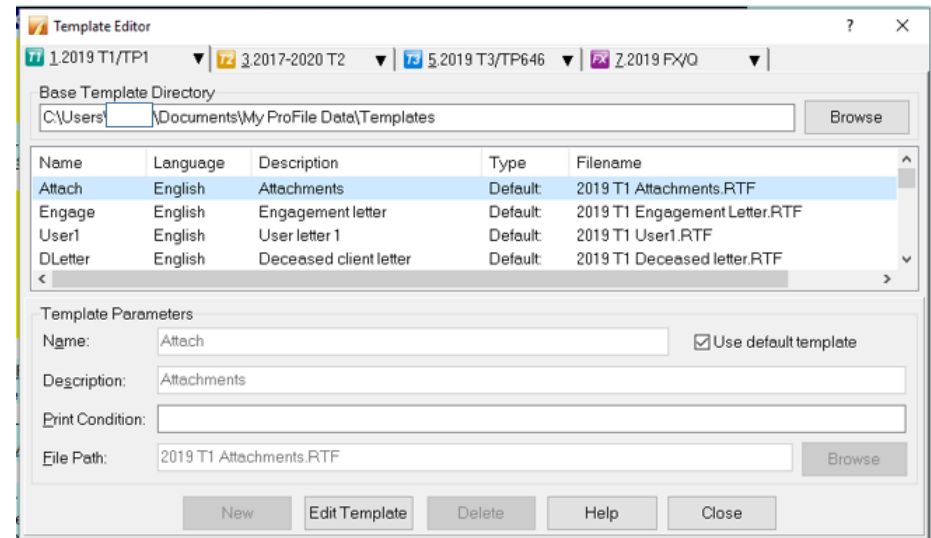 Template Editor ? ×
T1 1.2019 T1/TP1 ▼ T2 3.2017-2020 T2 ▼ T3 5.2019 T3/TP646 ▼ FX 7.2019 FX/Q ▼
Base Template Directory
C:\Users\ \Documents\My ProFile Data\Templates Browse
Name Language Description Type Filename
Attach English Attachments Default: 2019 T1 Attachments.RTF
Engage English Engagement letter Default: 2019 T1 Engagement Letter.RTF
User1 English User letter 1 Default: 2019 T1 User1.RTF
DLetter English Deceased client letter Default: 2019 T1 Deceased letter.RTF
Template Parameters
Name: Attach Use default template
Description: Attachments
Print Condition:
File Path: 2019 T1 Attachments.RTF Browse
New Edit Template Delete Help Close